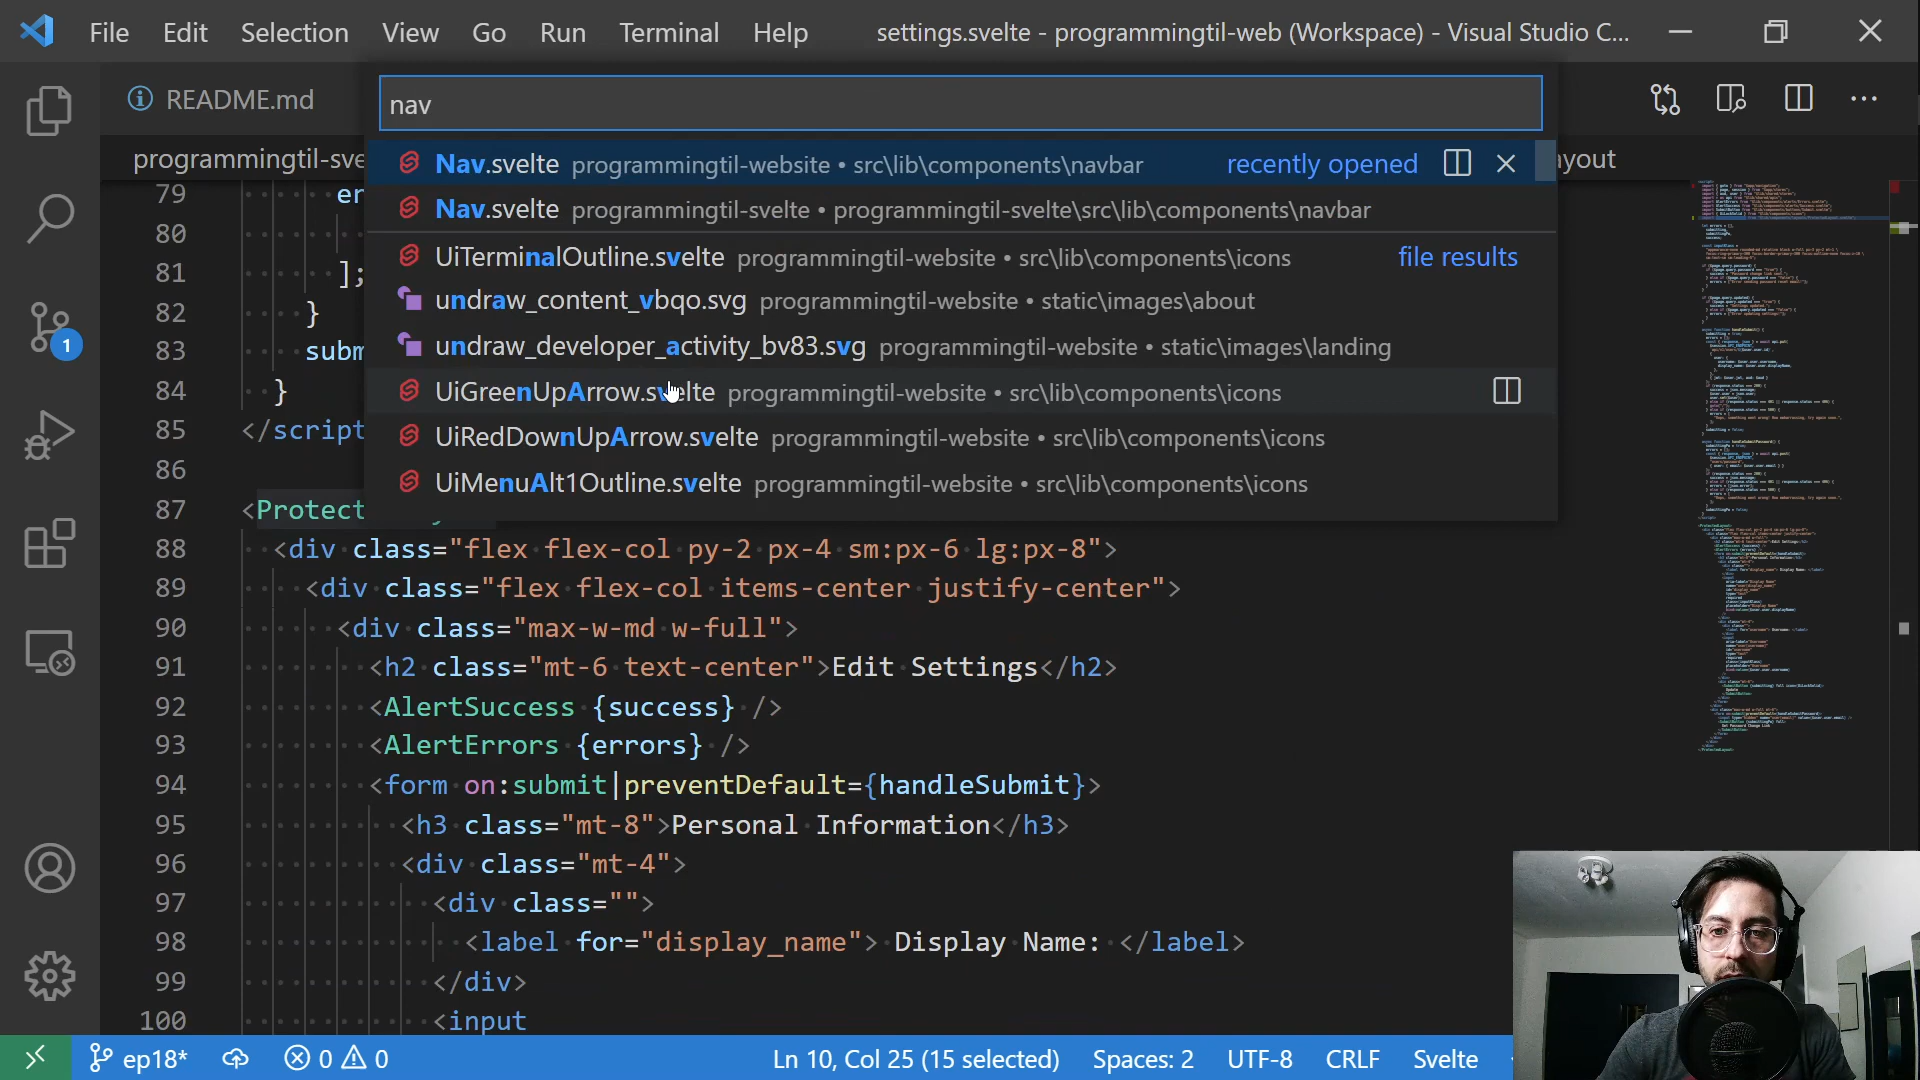 File Edit Selection View Go Run Terminal Help settings.svelte - programmingtil-web (Workspace) - Visual Studio C...
README.md
nav
programmingtil-sve
Nav.svelte programmingtil-website • src\lib\components\navbar recently opened
ayout
Nav.svelte programmingtil-svelte • programmingtil-svelte\src\lib\components\navbar
UiTerminalOutline.svelte programmingtil-website • src\lib\components\icons file results
undraw_content_vbqo.svg programmingtil-website • static\images\about
undraw_developer_activity_bv83.svg programmingtil-website • static\images\landing
UiGreenUpArrow.svelte programmingtil-website • src\lib\components\icons
UiRedDownUpArrow.svelte programmingtil-website • src\lib\components\icons
UiMenuAlt1Outline.svelte programmingtil-website • src\lib\components\icons
79 er
80
81 ];
82 }
83 subm
84 }
85 </script
86
87 <Protect
88 <div class="flex flex-col py-2 px-4 sm:px-6 lg:px-8">
89 <div class="flex flex-col items-center justify-center">
90 <div class="max-w-md w-full">
91 <h2 class="mt-6 text-center">Edit Settings</h2>
92 <AlertSuccess {success} />
93 <AlertErrors {errors} />
94 <form on:submit|preventDefault={handleSubmit}>
95 <h3 class="mt-8">Personal Information</h3>
96 <div class="mt-4">
97 <div class="">
98 <label for="display_name"> Display Name: </label>
99 </div>
100 <input
1
ep18* 0 0 Ln 10, Col 25 (15 selected) Spaces: 2 UTF-8 CRLF Svelte